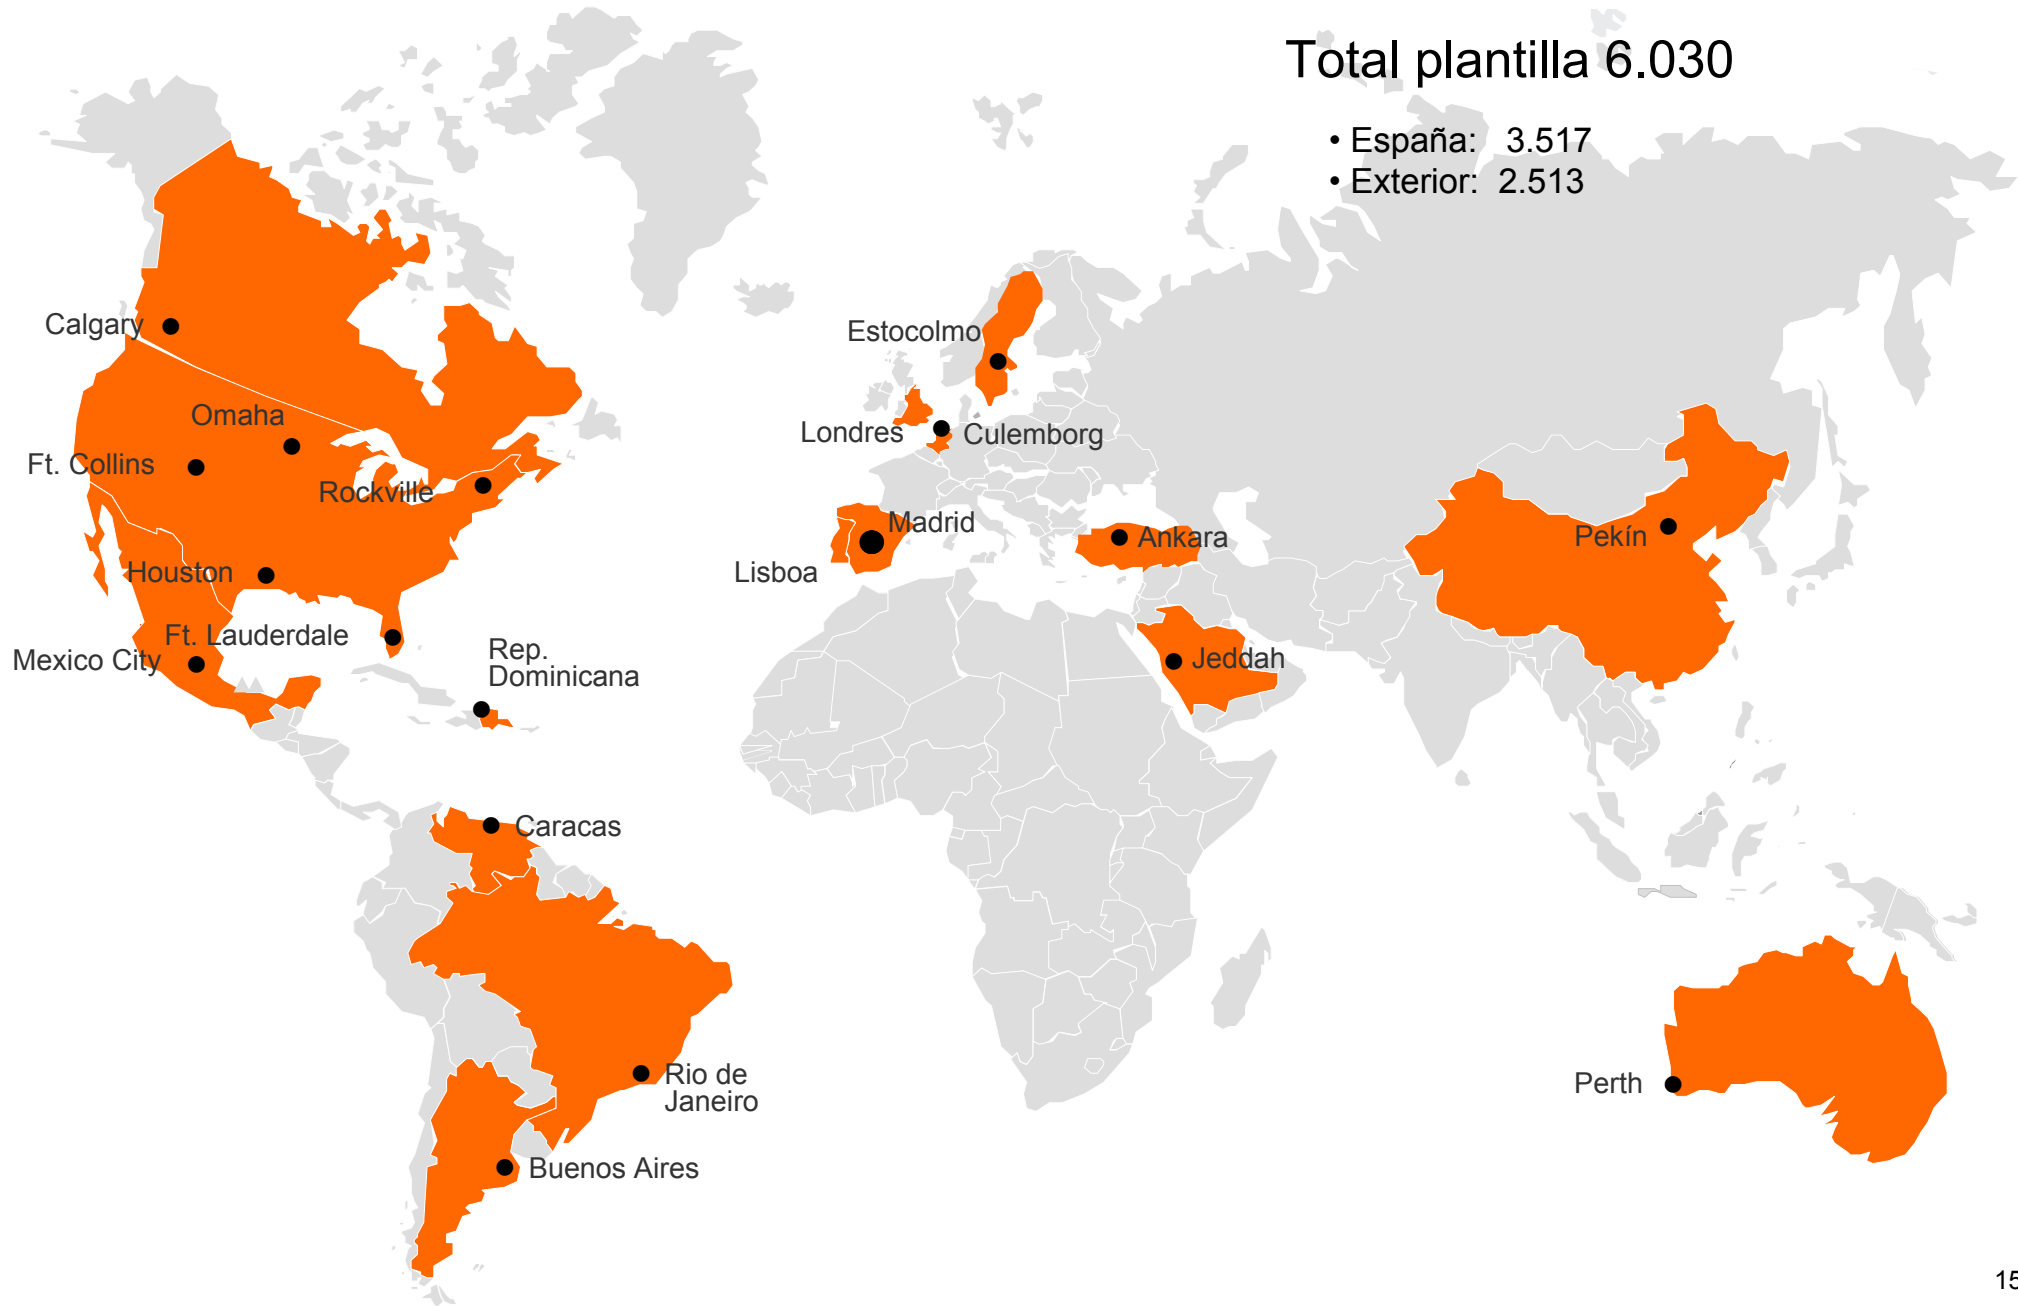 Total plantilla 6.030
• España: 3.517
• Exterior: 2.513
Calgary
Estocolmo
Omaha
Londres
Culemborg
Ft. Collins
Rockville
Madrid
Ankara
Pekín
Houston
Lisboa
Ft. Lauderdale
Rep.
Dominicana
Mexico City
Jeddah
Caracas
Rio de
Janeiro
Perth
Buenos Aires
15